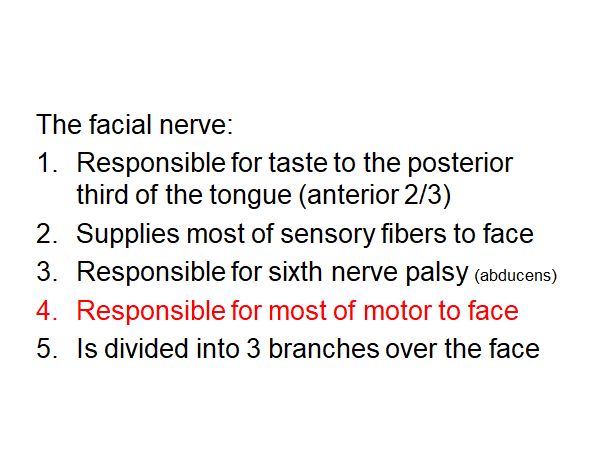 The facial nerve:
1. Responsible for taste to the posterior
third of the tongue (anterior 2/3)
2. Supplies most of sensory fibers to face
3. Responsible for sixth nerve palsy (abducens)
4. Responsible for most of motor to face
5. Is divided into 3 branches over the face